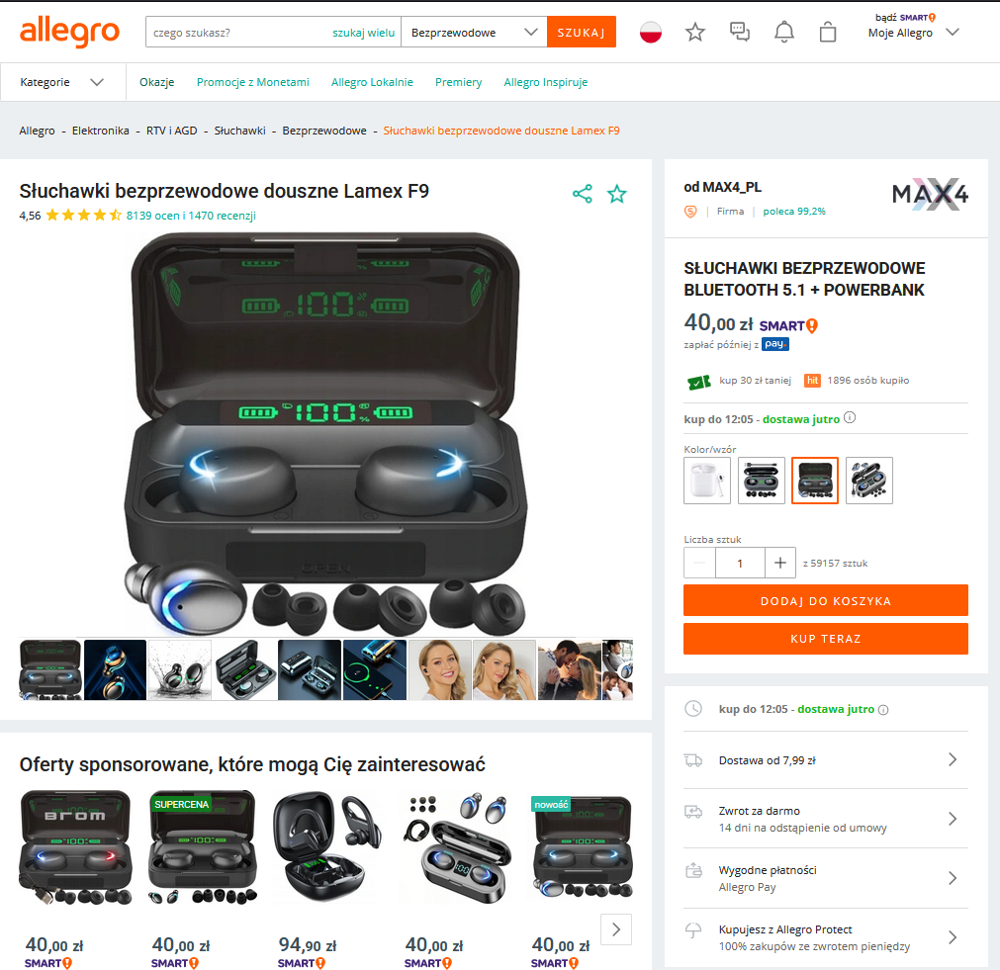 allegro
czego szukasz?
szukaj wielu
Bezprzewodowe
SZUKAJ
bądź SMART!
Moje Allegro
Kategorie
Okazje
Promocje z Monetami
Allegro Lokalnie
Premiery
Allegro Inspiruje
Allegro - Elektronika - RTV i AGD - Słuchawki - Bezprzewodowe - Słuchawki bezprzewodowe douszne Lamex F9
Słuchawki bezprzewodowe douszne Lamex F9
4,56
8139 ocen i 1470 recenzji
100
100%
OPEN
od MAX4_PL
MAX4
Firma | poleca 99,2%
SŁUCHAWKI BEZPRZEWODOWE
BLUETOOTH 5.1 + POWERBANK
40,00 zł SMART!
zapłać później z pay
kup 30 zł taniej
hit
1896 osób kupiło
kup do 12:05 - dostawa jutro
Kolor/wzór
Liczba sztuk
1
z 59157 sztuk
DODAJ DO KOSZYKA
KUP TERAZ
kup do 12:05 - dostawa jutro
Dostawa od 7,99 zł
Zwrot za darmo
14 dni na odstąpienie od umowy
Wygodne płatności
Allegro Pay
Kupujesz z Allegro Protect
100% zakupów ze zwrotem pieniędzy
Oferty sponsorowane, które mogą Cię zainteresować
BLOM
SUPERCENA
nowość
100
100
100
40,00 zł
SMART!
40,00 zł
SMART!
94,90 zł
SMART!
40,00 zł
SMART!
40,00 zł
SMART!